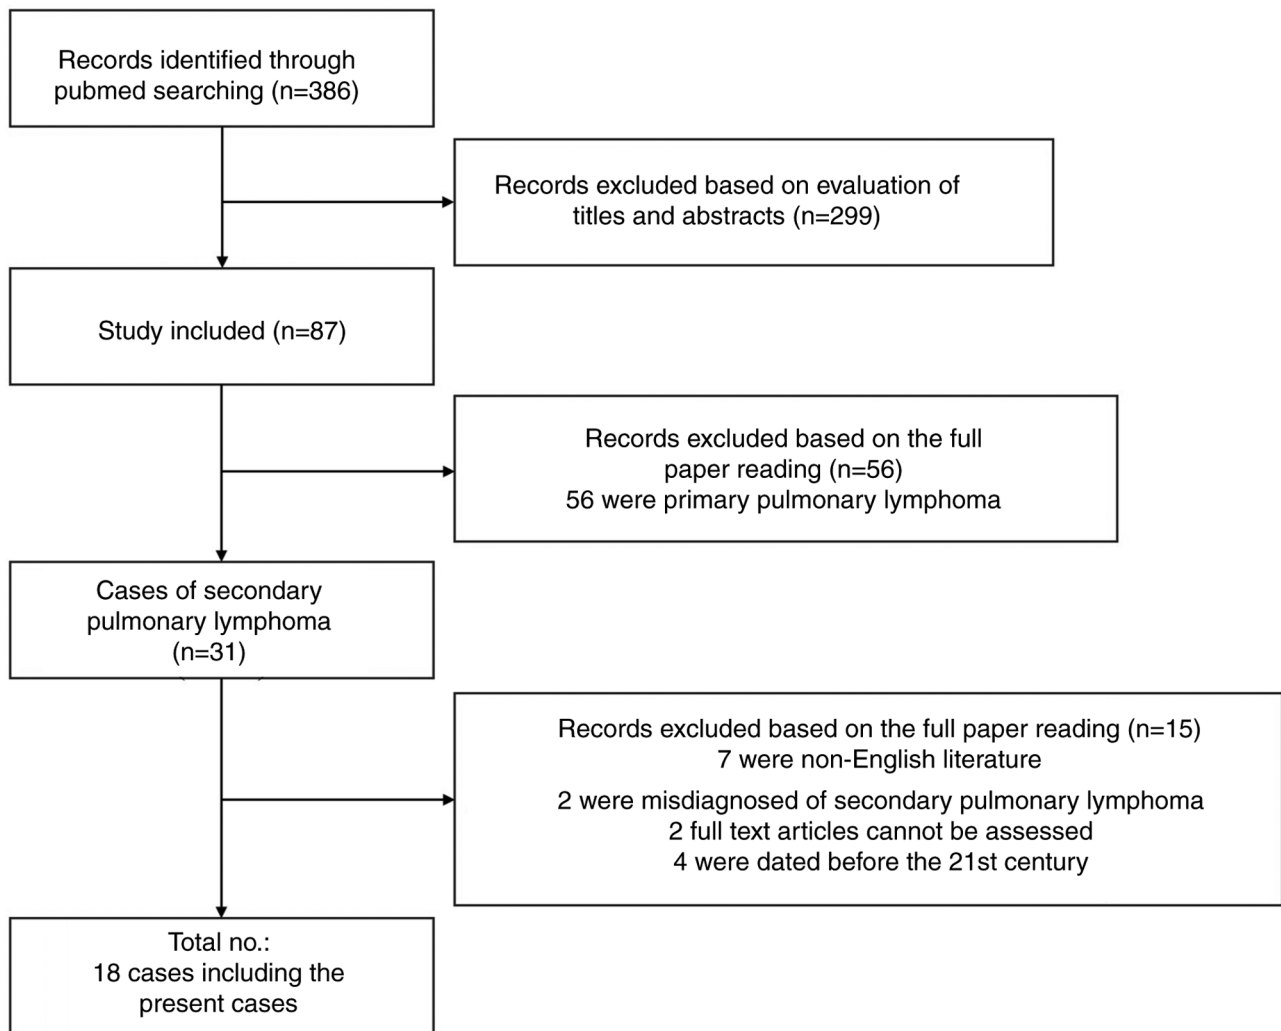 Records identified through
pubmed searching (n=386)
Records excluded based on evaluation of
titles and abstracts (n=299)
Study included (n=87)
Records excluded based on the full
paper reading (n=56)
56 were primary pulmonary lymphoma
Cases of secondary
pulmonary lymphoma
(n=31)
Records excluded based on the full paper reading (n=15)
7 were non-English literature
2 were misdiagnosed of secondary pulmonary lymphoma
2 full text articles cannot be assessed
4 were dated before the 21st century
Total no.:
18 cases including the
present cases